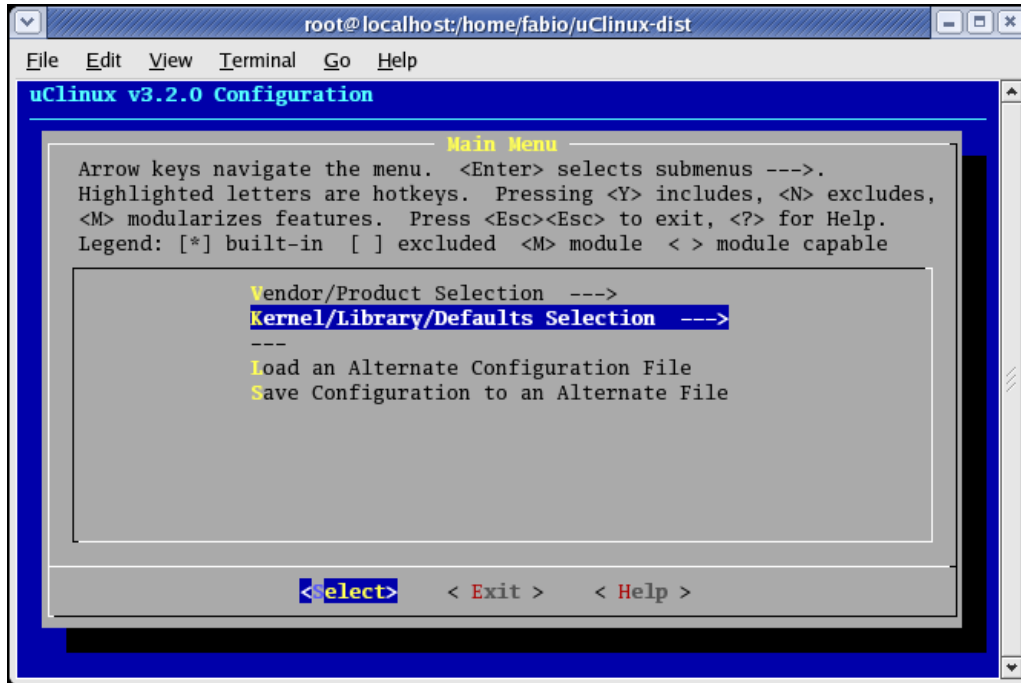 root@localhost:/home/fabio/uClinux-dist
File Edit View Terminal Go Help
uClinux v3.2.0 Configuration
Main Menu
Arrow keys navigate the menu. <Enter> selects submenus --->.
Highlighted letters are hotkeys. Pressing <Y> includes, <N> excludes,
<M> modularizes features. Press <Esc><Esc> to exit, <?> for Help.
Legend: [*] built-in [ ] excluded <M> module < > module capable
Vendor/Product Selection --->
Kernel/Library/Defaults Selection --->
---
Load an Alternate Configuration File
Save Configuration to an Alternate File
<Select> < Exit > < Help >